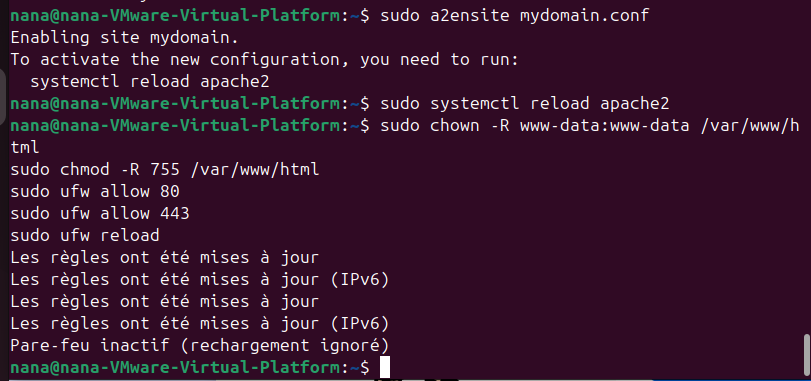 nana@nana-VMware-Virtual-Platform:~$ sudo a2ensite mydomain.conf
Enabling site mydomain.
To activate the new configuration, you need to run:
  systemctl reload apache2
nana@nana-VMware-Virtual-Platform:~$ sudo systemctl reload apache2
nana@nana-VMware-Virtual-Platform:~$ sudo chown -R www-data:www-data /var/www/h
tml
sudo chmod -R 755 /var/www/html
sudo ufw allow 80
sudo ufw allow 443
sudo ufw reload
Les règles ont été mises à jour
Les règles ont été mises à jour (IPv6)
Les règles ont été mises à jour
Les règles ont été mises à jour (IPv6)
Pare-feu inactif (rechargement ignoré)
nana@nana-VMware-Virtual-Platform:~$